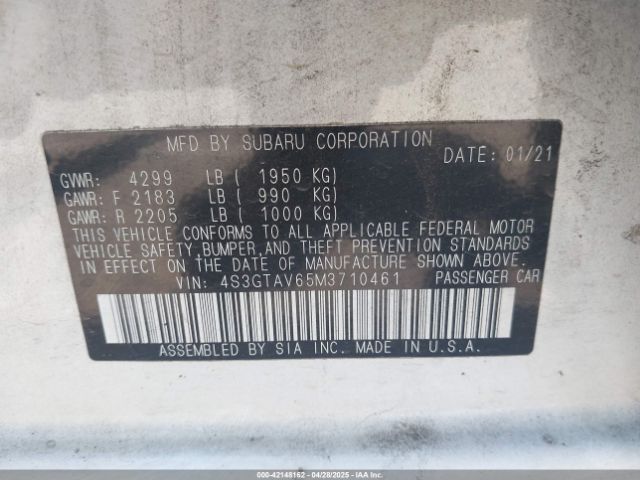 MFD BY SUBARU CORPORATION
DATE: 01/21
GVWR: 4299 LB ( 1950 KG)
GAWR: F 2183 LB ( 990 KG)
GAWR: R 2205 LB ( 1000 KG)
THIS VEHICLE CONFORMS TO ALL APPLICABLE FEDERAL MOTOR
VEHICLE SAFETY, BUMPER, AND THEFT PREVENTION STANDARDS
IN EFFECT ON THE DATE OF MANUFACTURE SHOWN ABOVE.
VIN: 4S3GTAV65M3710461 PASSENGER CAR
ASSEMBLED BY SIA INC. MADE IN U.S.A.
000-42148162 - 04/28/2025 - IAAI.COM